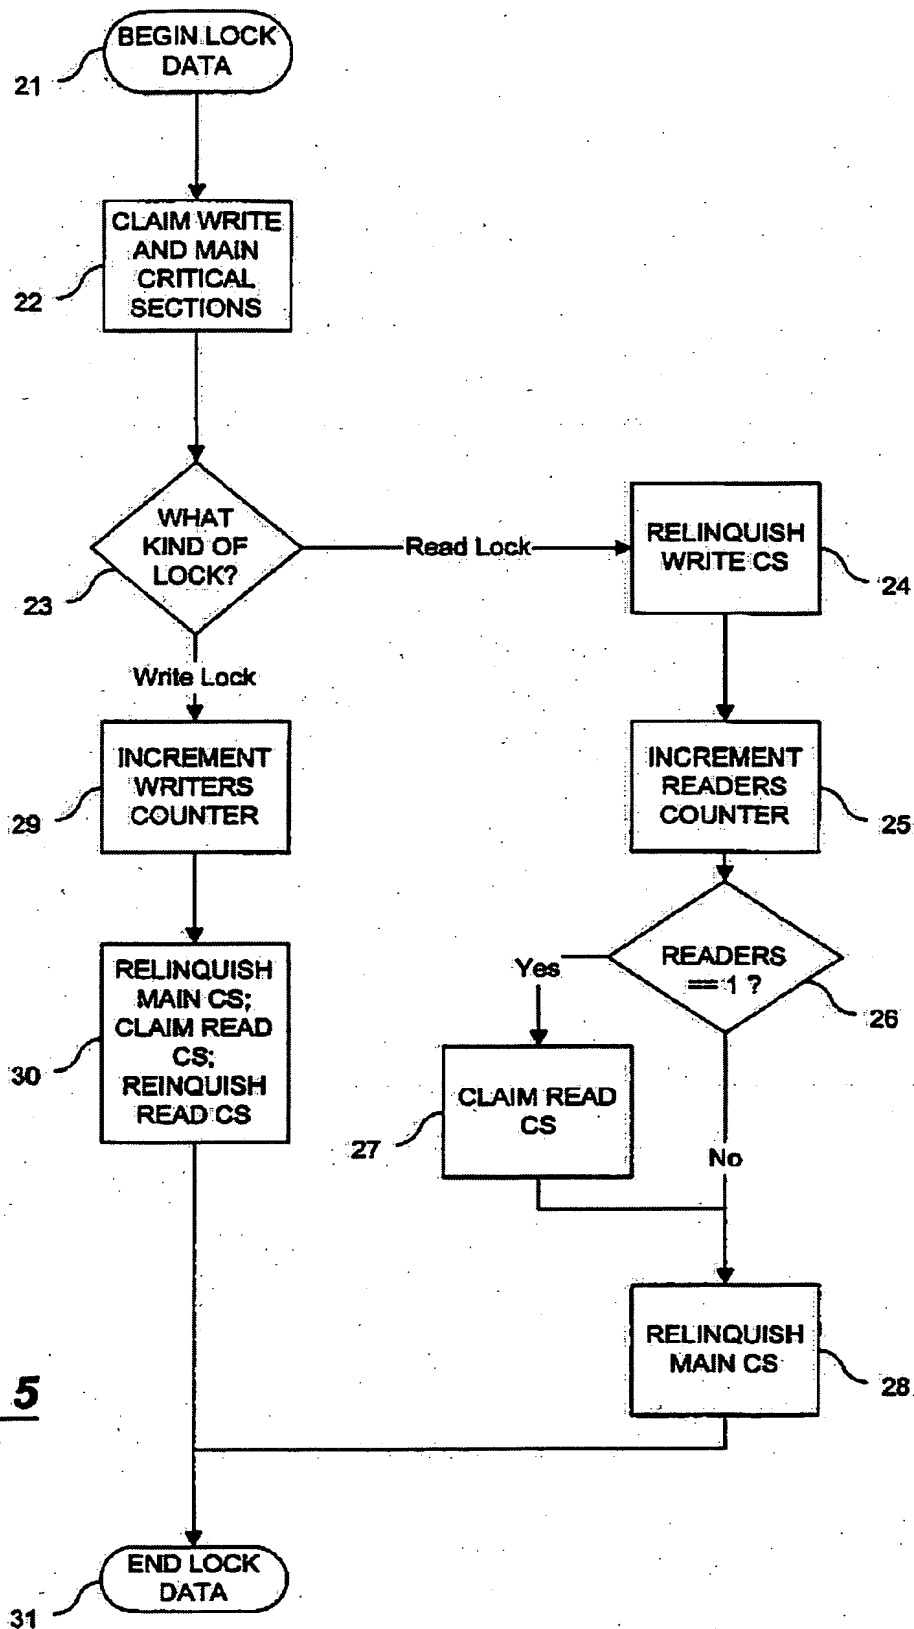 BEGIN LOCK
DATA
21
CLAIM WRITE
AND MAIN
CRITICAL
SECTIONS
22
WHAT
KIND OF
LOCK?
23
Read Lock
RELINQUISH
WRITE CS
24
Write Lock
INCREMENT
WRITERS
COUNTER
29
INCREMENT
READERS
COUNTER
25
READERS
== 1 ?
26
Yes
No
RELINQUISH
MAIN CS;
CLAIM READ
CS;
REINQUISH
READ CS
30
CLAIM READ
CS
27
RELINQUISH
MAIN CS
28
5
END LOCK
DATA
31